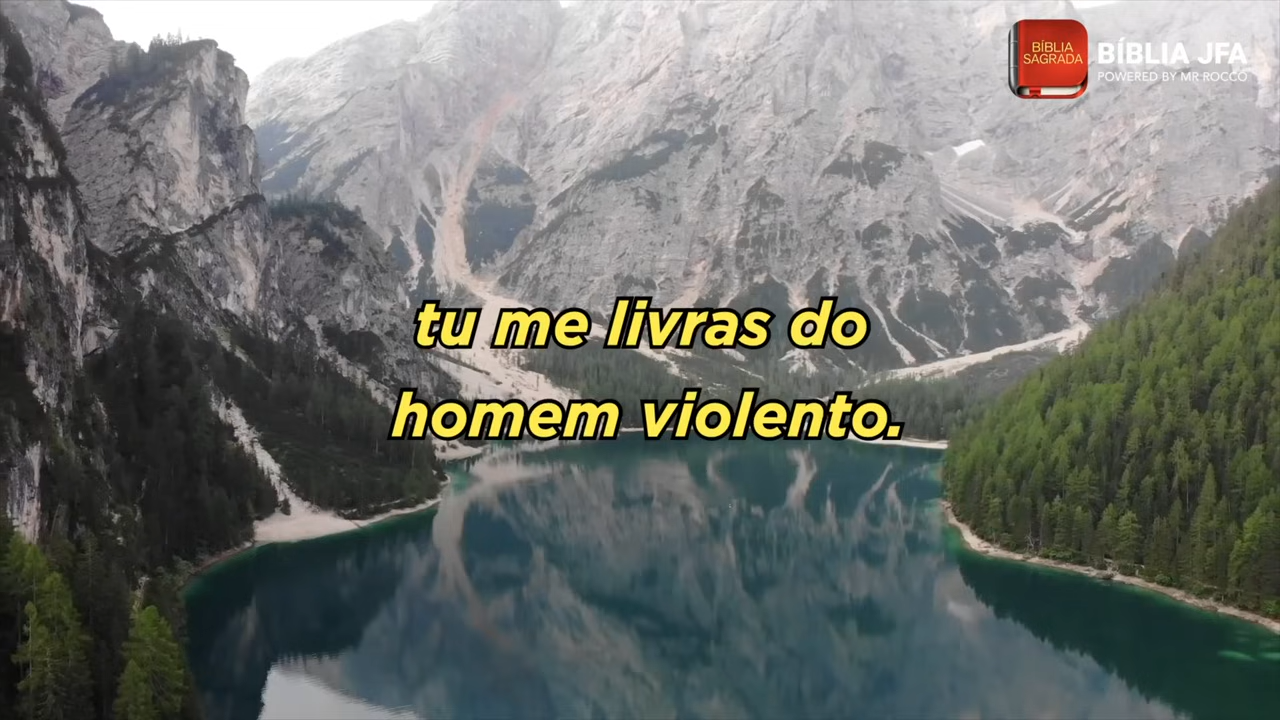 BÍBLIA
SAGRADA
BÍBLIA JFA
POWERED BY MR ROCCO
tu me livras do
homem violento.